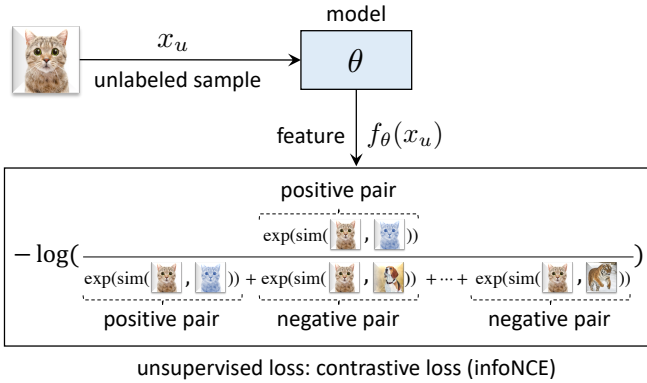 model
x_u
θ
unlabeled sample
feature f_θ(x_u)
positive pair
exp(sim( , ))
− log( )
exp(sim( , )) + exp(sim( , )) + ⋯ + exp(sim( , ))
positive pair negative pair negative pair
unsupervised loss: contrastive loss (infoNCE)